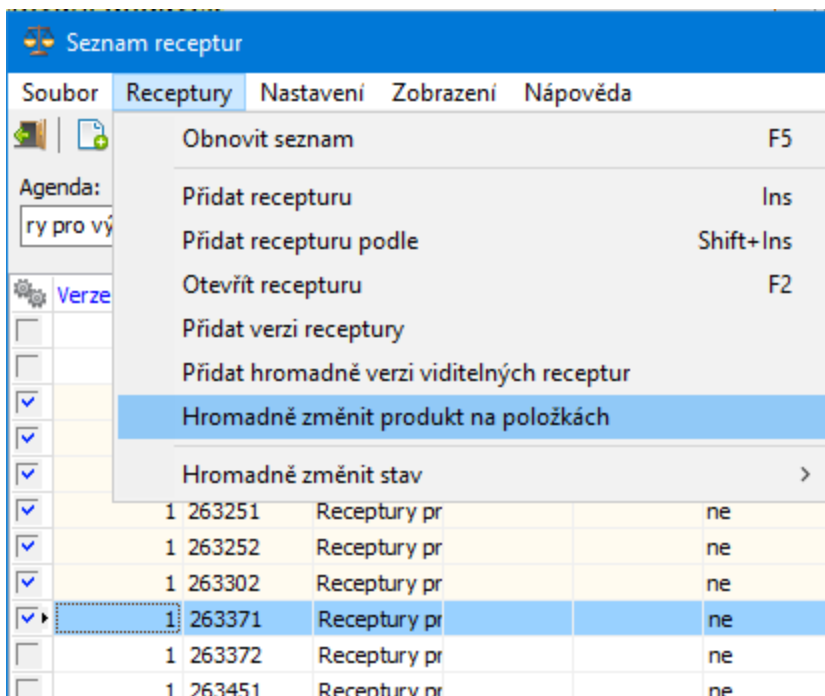 Seznam receptur
Soubor Receptury Nastavení Zobrazení Nápověda
Obnovit seznam F5
Agenda:
Přidat recepturu Ins
ry pro vý
Přidat recepturu podle Shift+Ins
Otevřít recepturu F2
Verze
Přidat verzi receptury
Přidat hromadně verzi viditelných receptur
Hromadně změnit produkt na položkách
Hromadně změnit stav
1 263251 Receptury pr ne
1 263252 Receptury pr ne
1 263302 Receptury pr ne
1 263371 Receptury pr ne
1 263372 Receptury pr ne
1 263451 Receptury pr ne